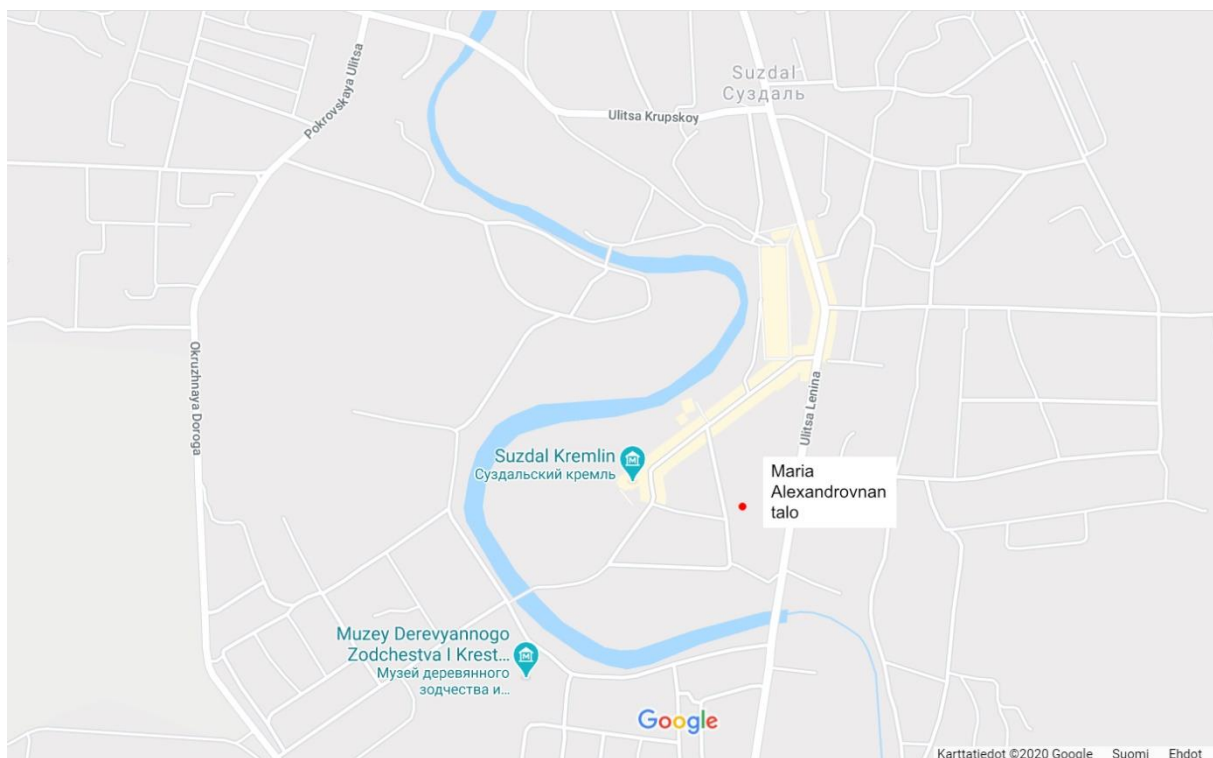 Suzdal
Суздаль
Pokrovskaya Ulitsa
Ulitsa Krupskoy
Okruzhnaya Doroga
Ulitsa Lenina
Suzdal Kremlin
Суздальский кремль
Maria
Alexandrovnan
talo
Muzey Derevyannogo
Zodchestva I Krest...
Музей деревянного
зодчества и...
Google
Karttatiedot ©2020 Google Suomi Ehdot